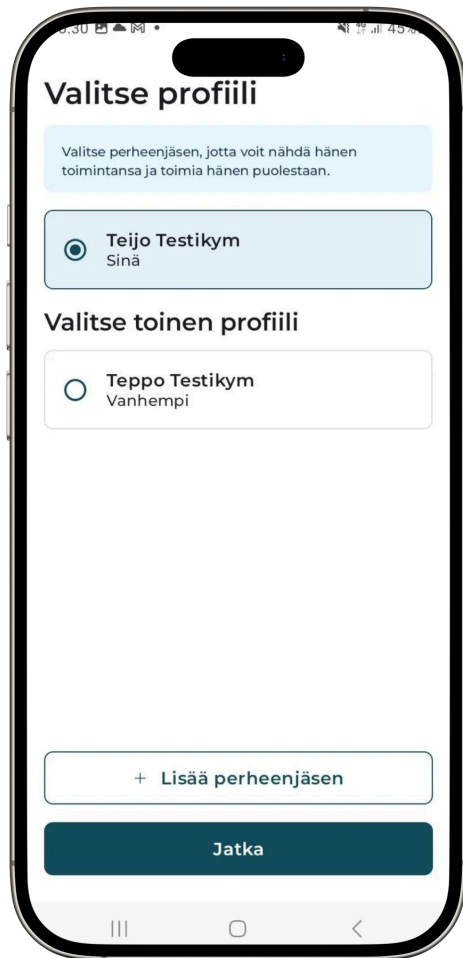 45%
Valitse profiili
Valitse perheenjäsen, jotta voit nähdä hänen
toimintansa ja toimia hänen puolestaan.
Teijo Testikym
Sinä
Valitse toinen profiili
Teppo Testikym
Vanhempi
+ Lisää perheenjäsen
Jatka